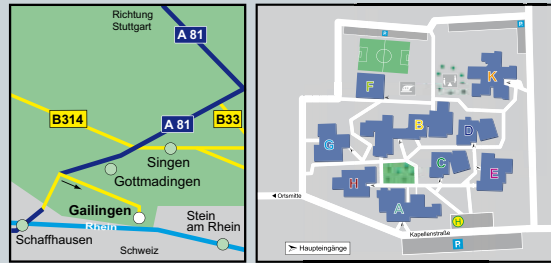 Richtung
Stuttgart
A 81
B314
A 81
B33
Singen
Gottmadingen
Gailingen
Rhein
Stein
am Rhein
Schaffhausen
Schweiz
P
K
F
B
D
G
C
E
H
A
Ortsmitte
H
Kapellenstraße
P
Haupteingänge